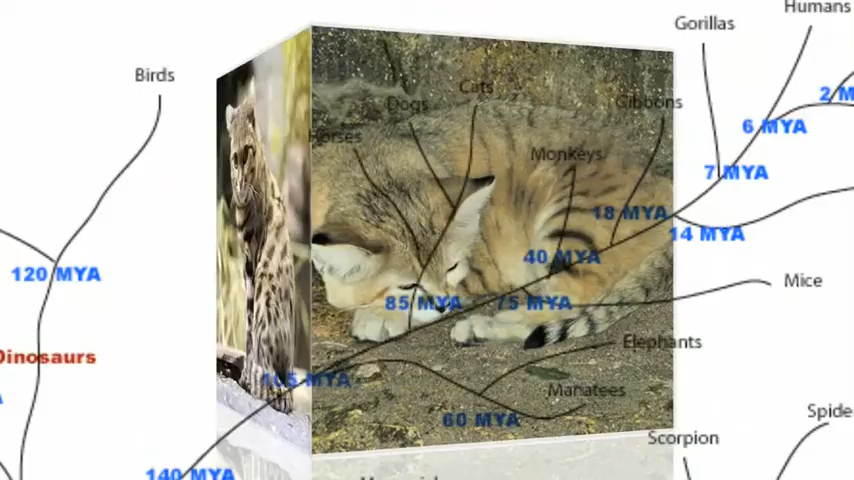 Humans
Gorillas
Birds
Cats
Dogs
Gibbons
2 M
6 MYA
Horses
Monkeys
7 MYA
18 MYA
14 MYA
40 MYA
120 MYA
Mice
85 MYA
75 MYA
Elephants
Dinosaurs
105 MYA
Manatees
60 MYA
Spide
Scorpion
140 MYA